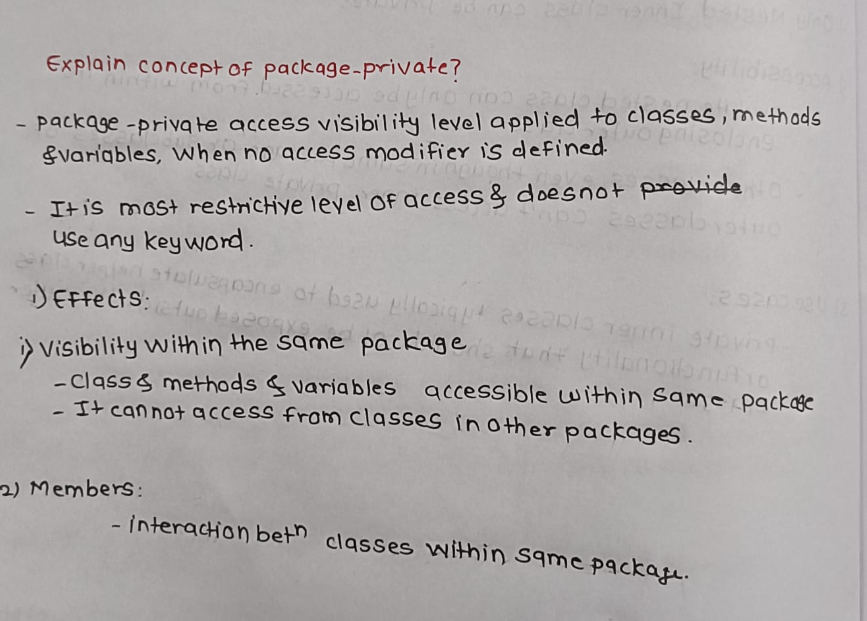 Explain concept of package-private?
- package-private access visibility level applied to classes, methods
& variables, When no access modifier is defined.
- It is most restrictive level of access & does not provide
use any keyword.
1) Effects:
i) Visibility within the same package
- Class & methods & variables accessible within same package
- It cannot access from classes in other packages.
2) Members:
- interaction betn classes within same package.